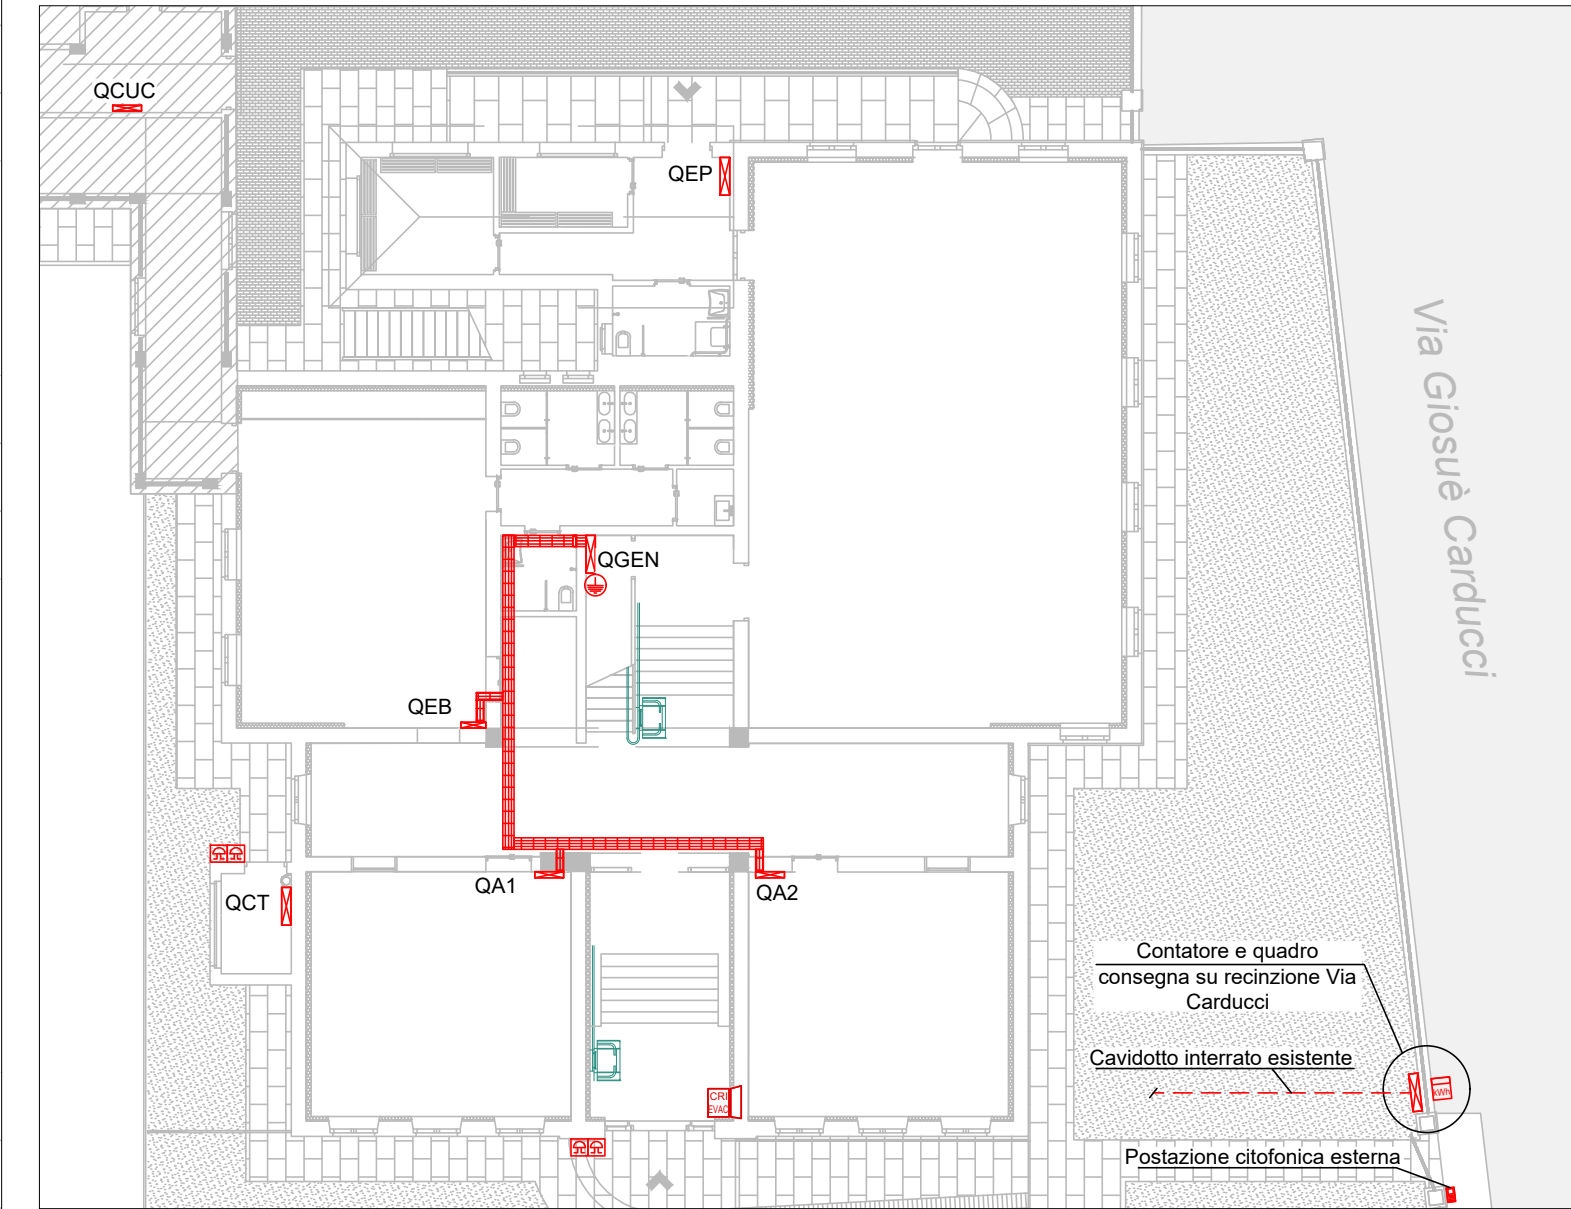 QCUC
QEP
Via Giosuè Carducci
QGEN
QEB
QA1
QA2
QCT
Contatore e quadro
consegna su recinzione Via
Carducci
Cavidotto interrato esistente
kWh
CRI
EVAC
Postazione citofonica esterna